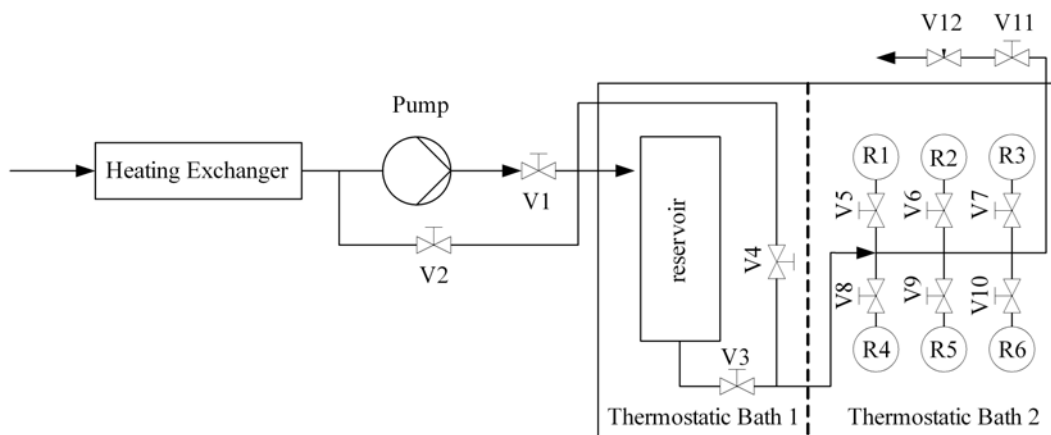 V12
V11
Pump
Heating Exchanger
V1
V2
reservoir
V4
V3
R1
R2
R3
V5
V6
V7
V8
V9
V10
R4
R5
R6
Thermostatic Bath 1
Thermostatic Bath 2